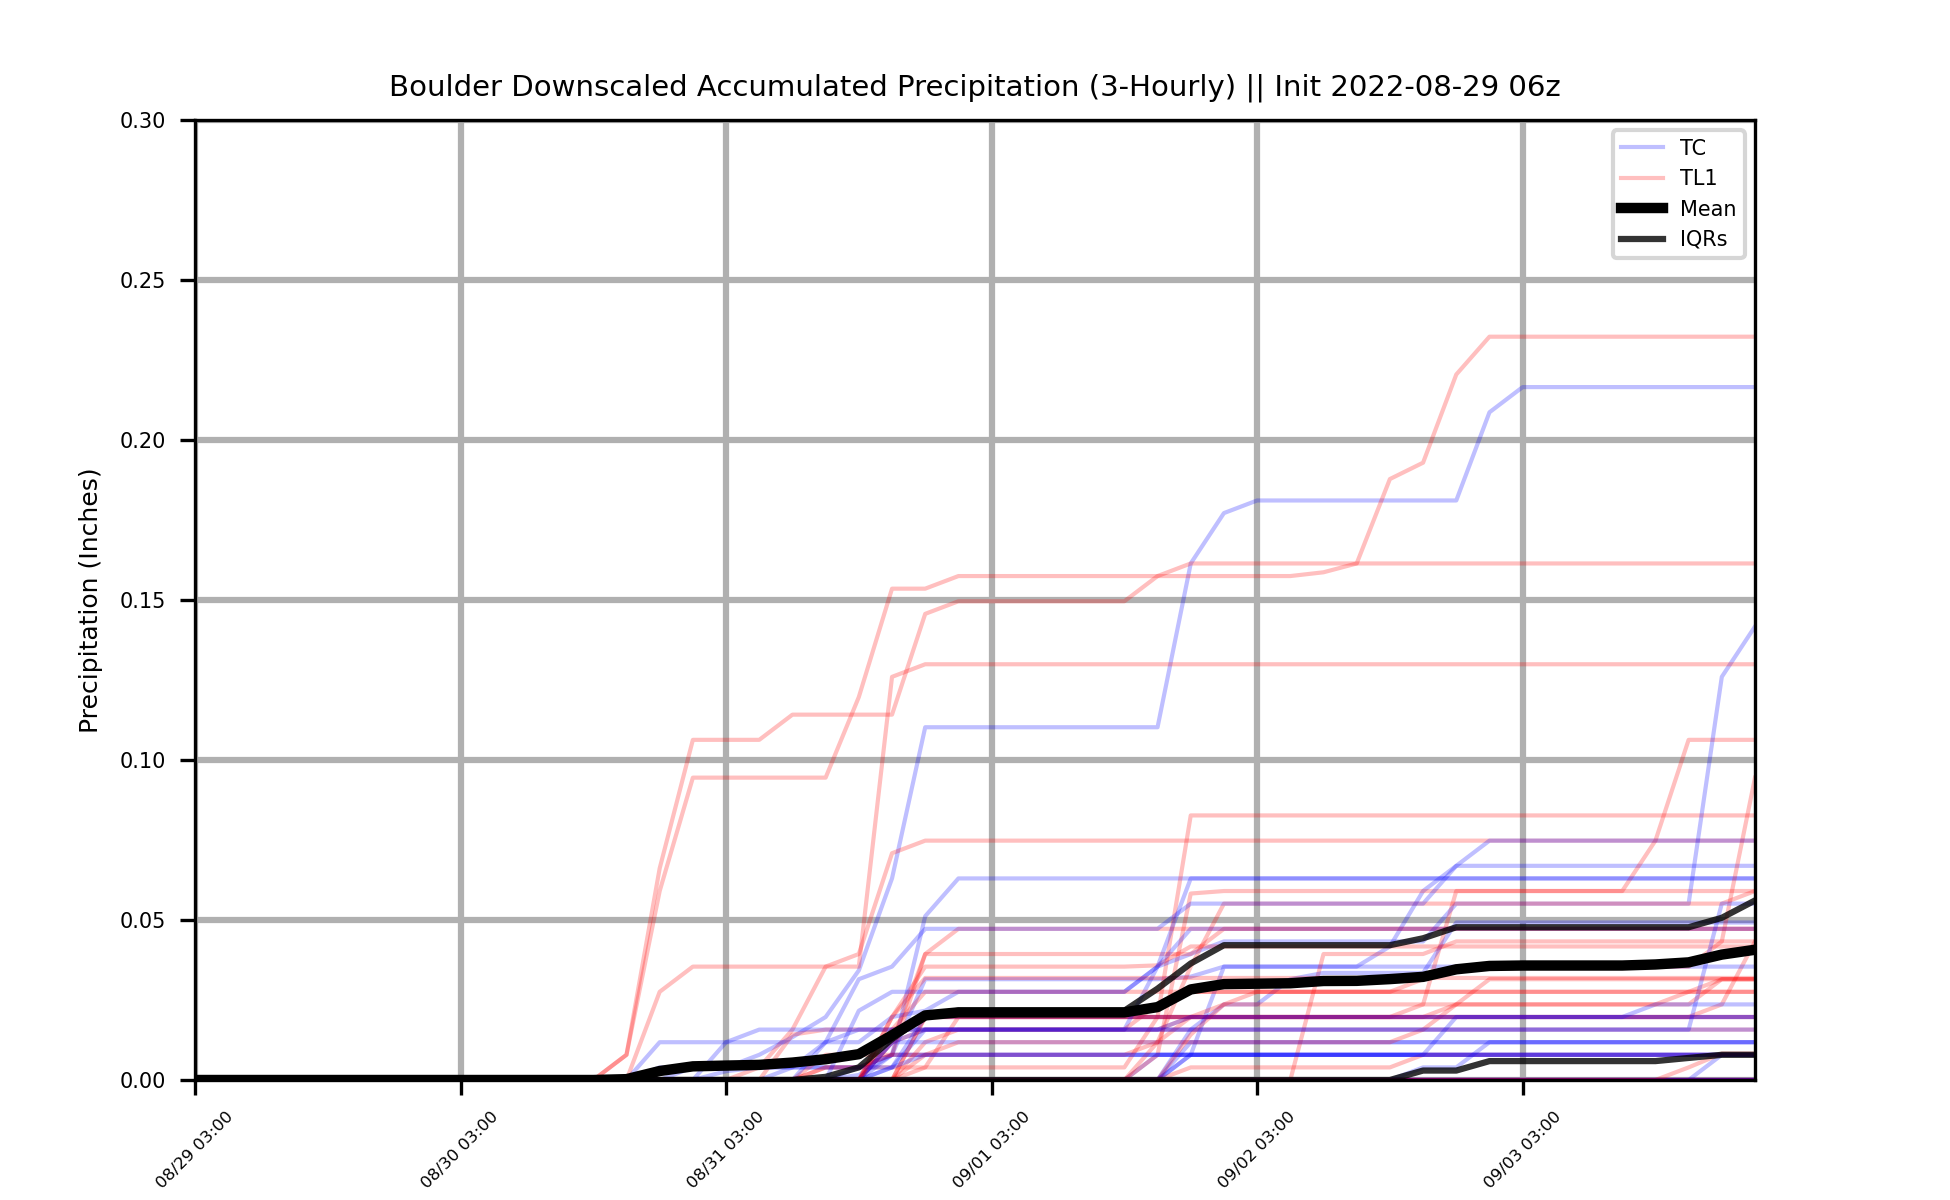 Boulder Downscaled Accumulated Precipitation (3-Hourly) || Init 2022-08-29 06z
TC
TL1
Mean
IQRs
Precipitation (Inches)
0.30
0.25
0.20
0.15
0.10
0.05
0.00
08/29 03:00
08/30 03:00
08/31 03:00
09/01 03:00
09/02 03:00
09/03 03:00